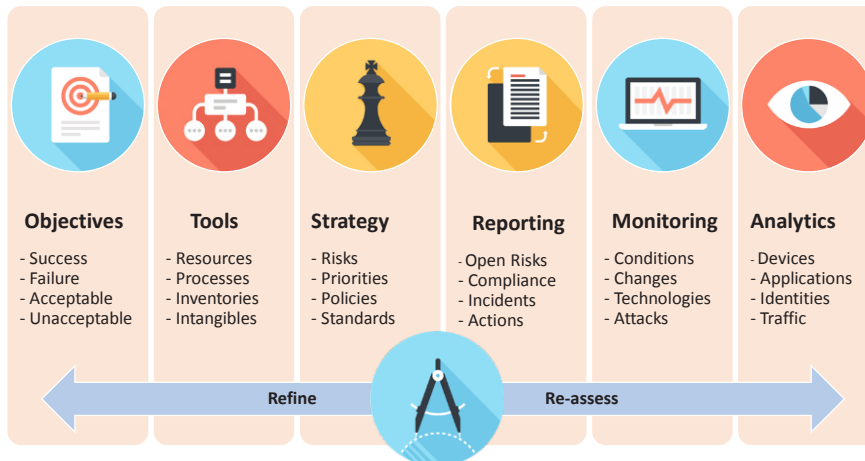 Objectives
- Success
- Failure
- Acceptable
- Unacceptable
Tools
- Resources
- Processes
- Inventories
- Intangibles
Strategy
- Risks
- Priorities
- Policies
- Standards
Reporting
- Open Risks
- Compliance
- Incidents
- Actions
Monitoring
- Conditions
- Changes
- Technologies
- Attacks
Analytics
- Devices
- Applications
- Identities
- Traffic
Refine
Re-assess